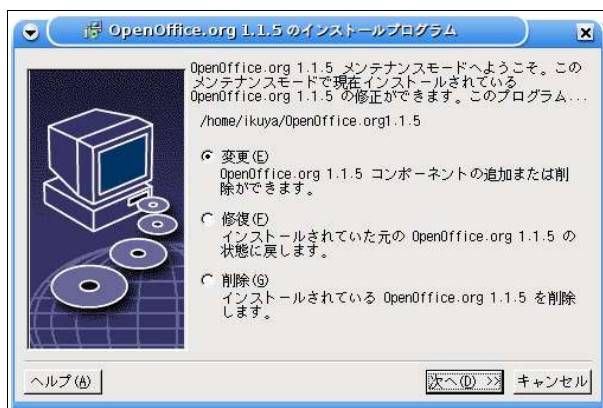 OpenOffice.org 1.1.5 のインストールプログラム
OpenOffice.org 1.1.5 メンテナンスモードへようこそ。この
メンテナンスモードで現在インストールされている
OpenOffice.org 1.1.5 の修正ができます。このプログラム...
/home/ikuya/OpenOffice.org1.1.5
変更(E)
OpenOffice.org 1.1.5 コンポーネントの追加または削
除ができます。
修復(F)
インストールされていた元の OpenOffice.org 1.1.5 の
状態に戻します。
削除(G)
インストールされている OpenOffice.org 1.1.5 を削除
します。
ヘルプ(A)
次へ(D) >>
キャンセル